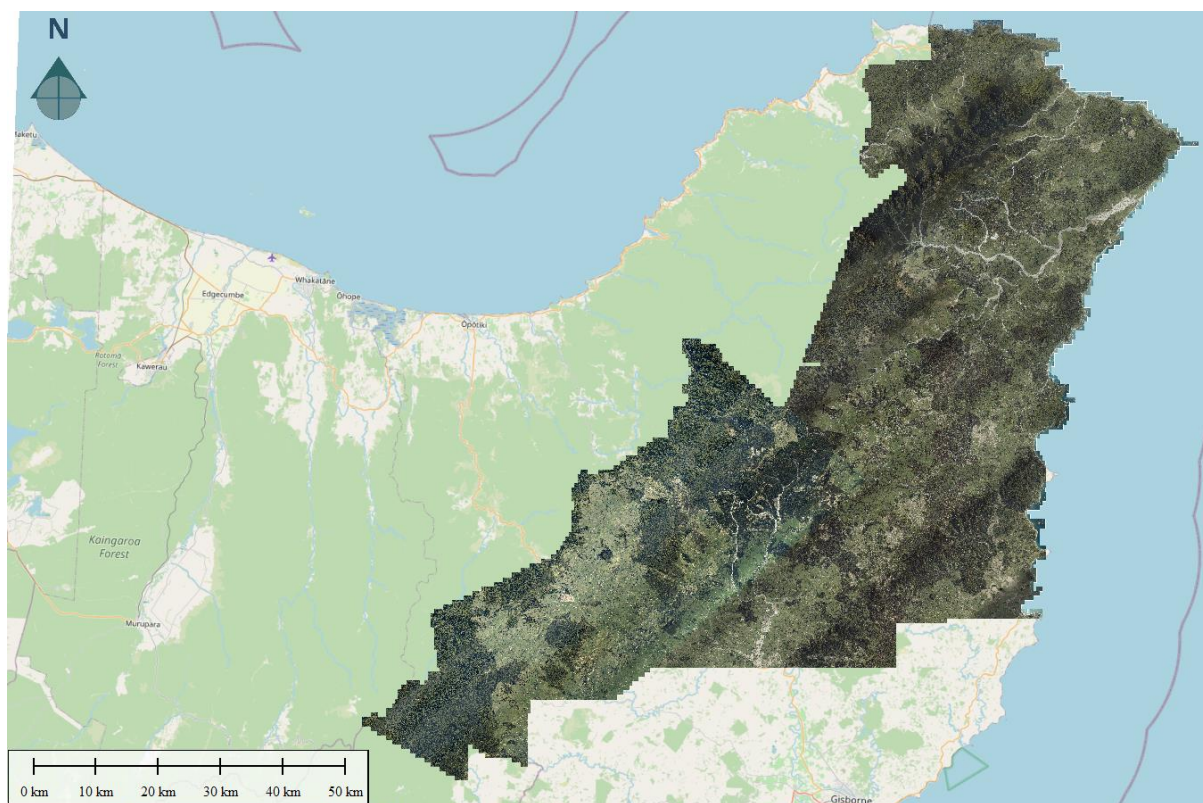 N
Maketu
Whakatāne
Ōhope
Edgecumbe
Ōpōtiki
Rotomā
Forest
Kawerau
Kaingaroa
Forest
Murupara
0 km 10 km 20 km 30 km 40 km 50 km
Gisborne